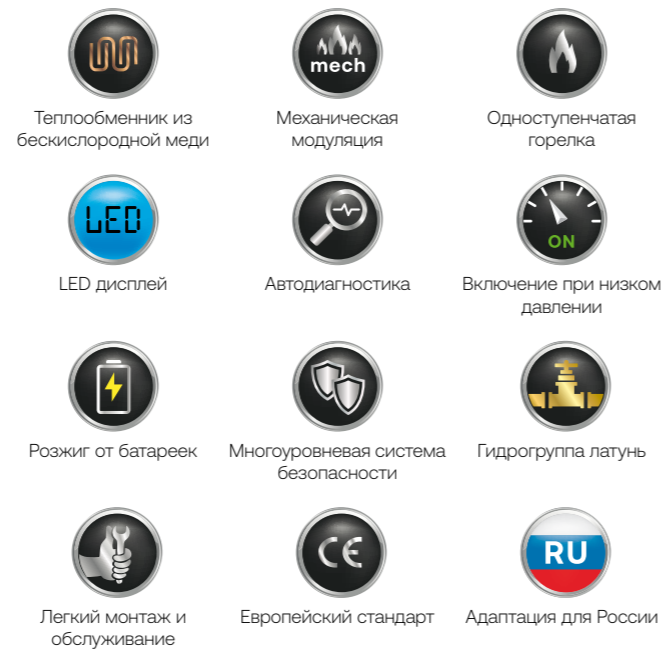 mech
Теплообменник из
бескислородной меди
Механическая
модуляция
Одноступенчатая
горелка
LED
ON
LED дисплей
Автодиагностика
Включение при низком
давлении
Розжиг от батареек
Многоуровневая система
безопасности
Гидрогруппа латунь
CE
RU
Легкий монтаж и
обслуживание
Европейский стандарт
Адаптация для России